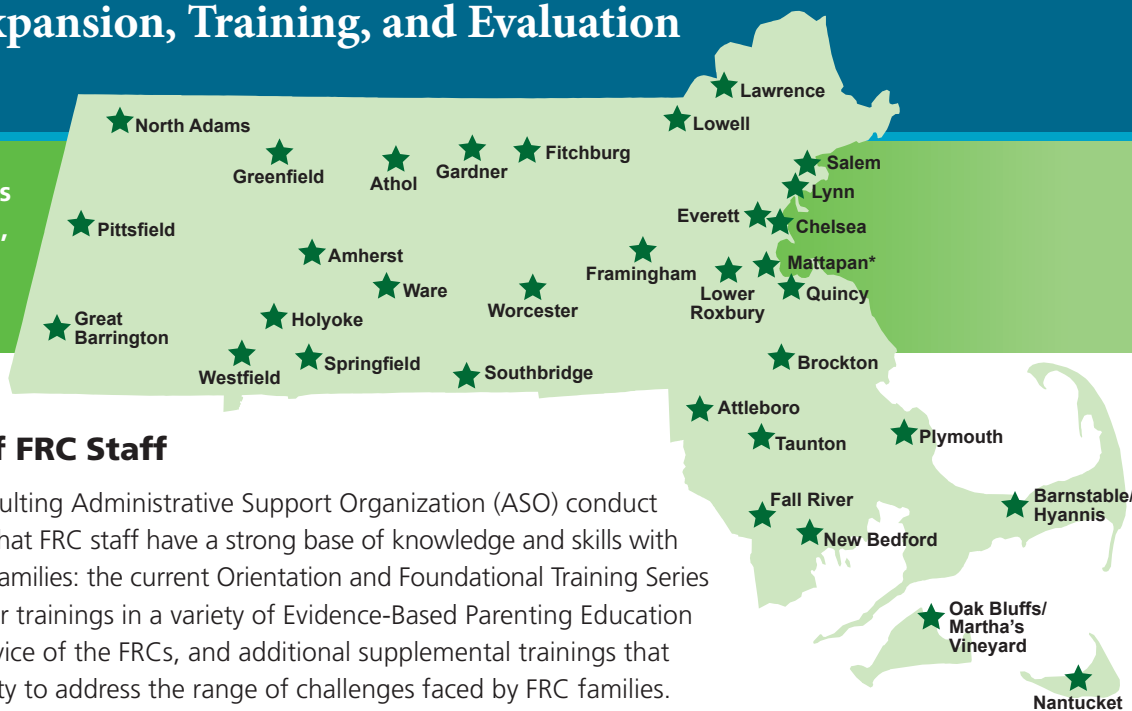 xpansion, Training, and Evaluation
Lawrence
Lowell
North Adams
Greenfield
Athol
Gardner
Fitchburg
Salem
Lynn
s
,
Everett
Chelsea
Pittsfield
Amherst
Framingham
Mattapan*
Ware
Worcester
Lower
Roxbury
Quincy
Great
Barrington
Holyoke
Westfield
Springfield
Southbridge
Brockton
Attleboro
Taunton
Plymouth
Fall River
New Bedford
Barnstable/
Hyannis
Oak Bluffs/
Martha’s
Vineyard
Nantucket
f FRC Staff
ulting Administrative Support Organization (ASO) conduct
hat FRC staff have a strong base of knowledge and skills with
amilies: the current Orientation and Foundational Training Series
r trainings in a variety of Evidence-Based Parenting Education
vice of the FRCs, and additional supplemental trainings that
ty to address the range of challenges faced by FRC families.